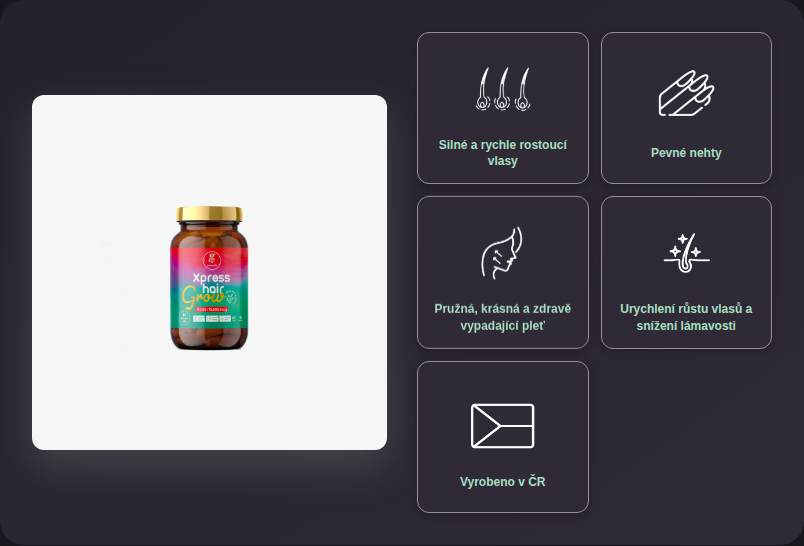 Silné a rychle rostoucí
vlasy
Pevné nehty
Xpress
hair
Grow
Pružná, krásná a zdravě
vypadající pleť
Urychlení růstu vlasů a
snížení lámavosti
Vyrobeno v ČR